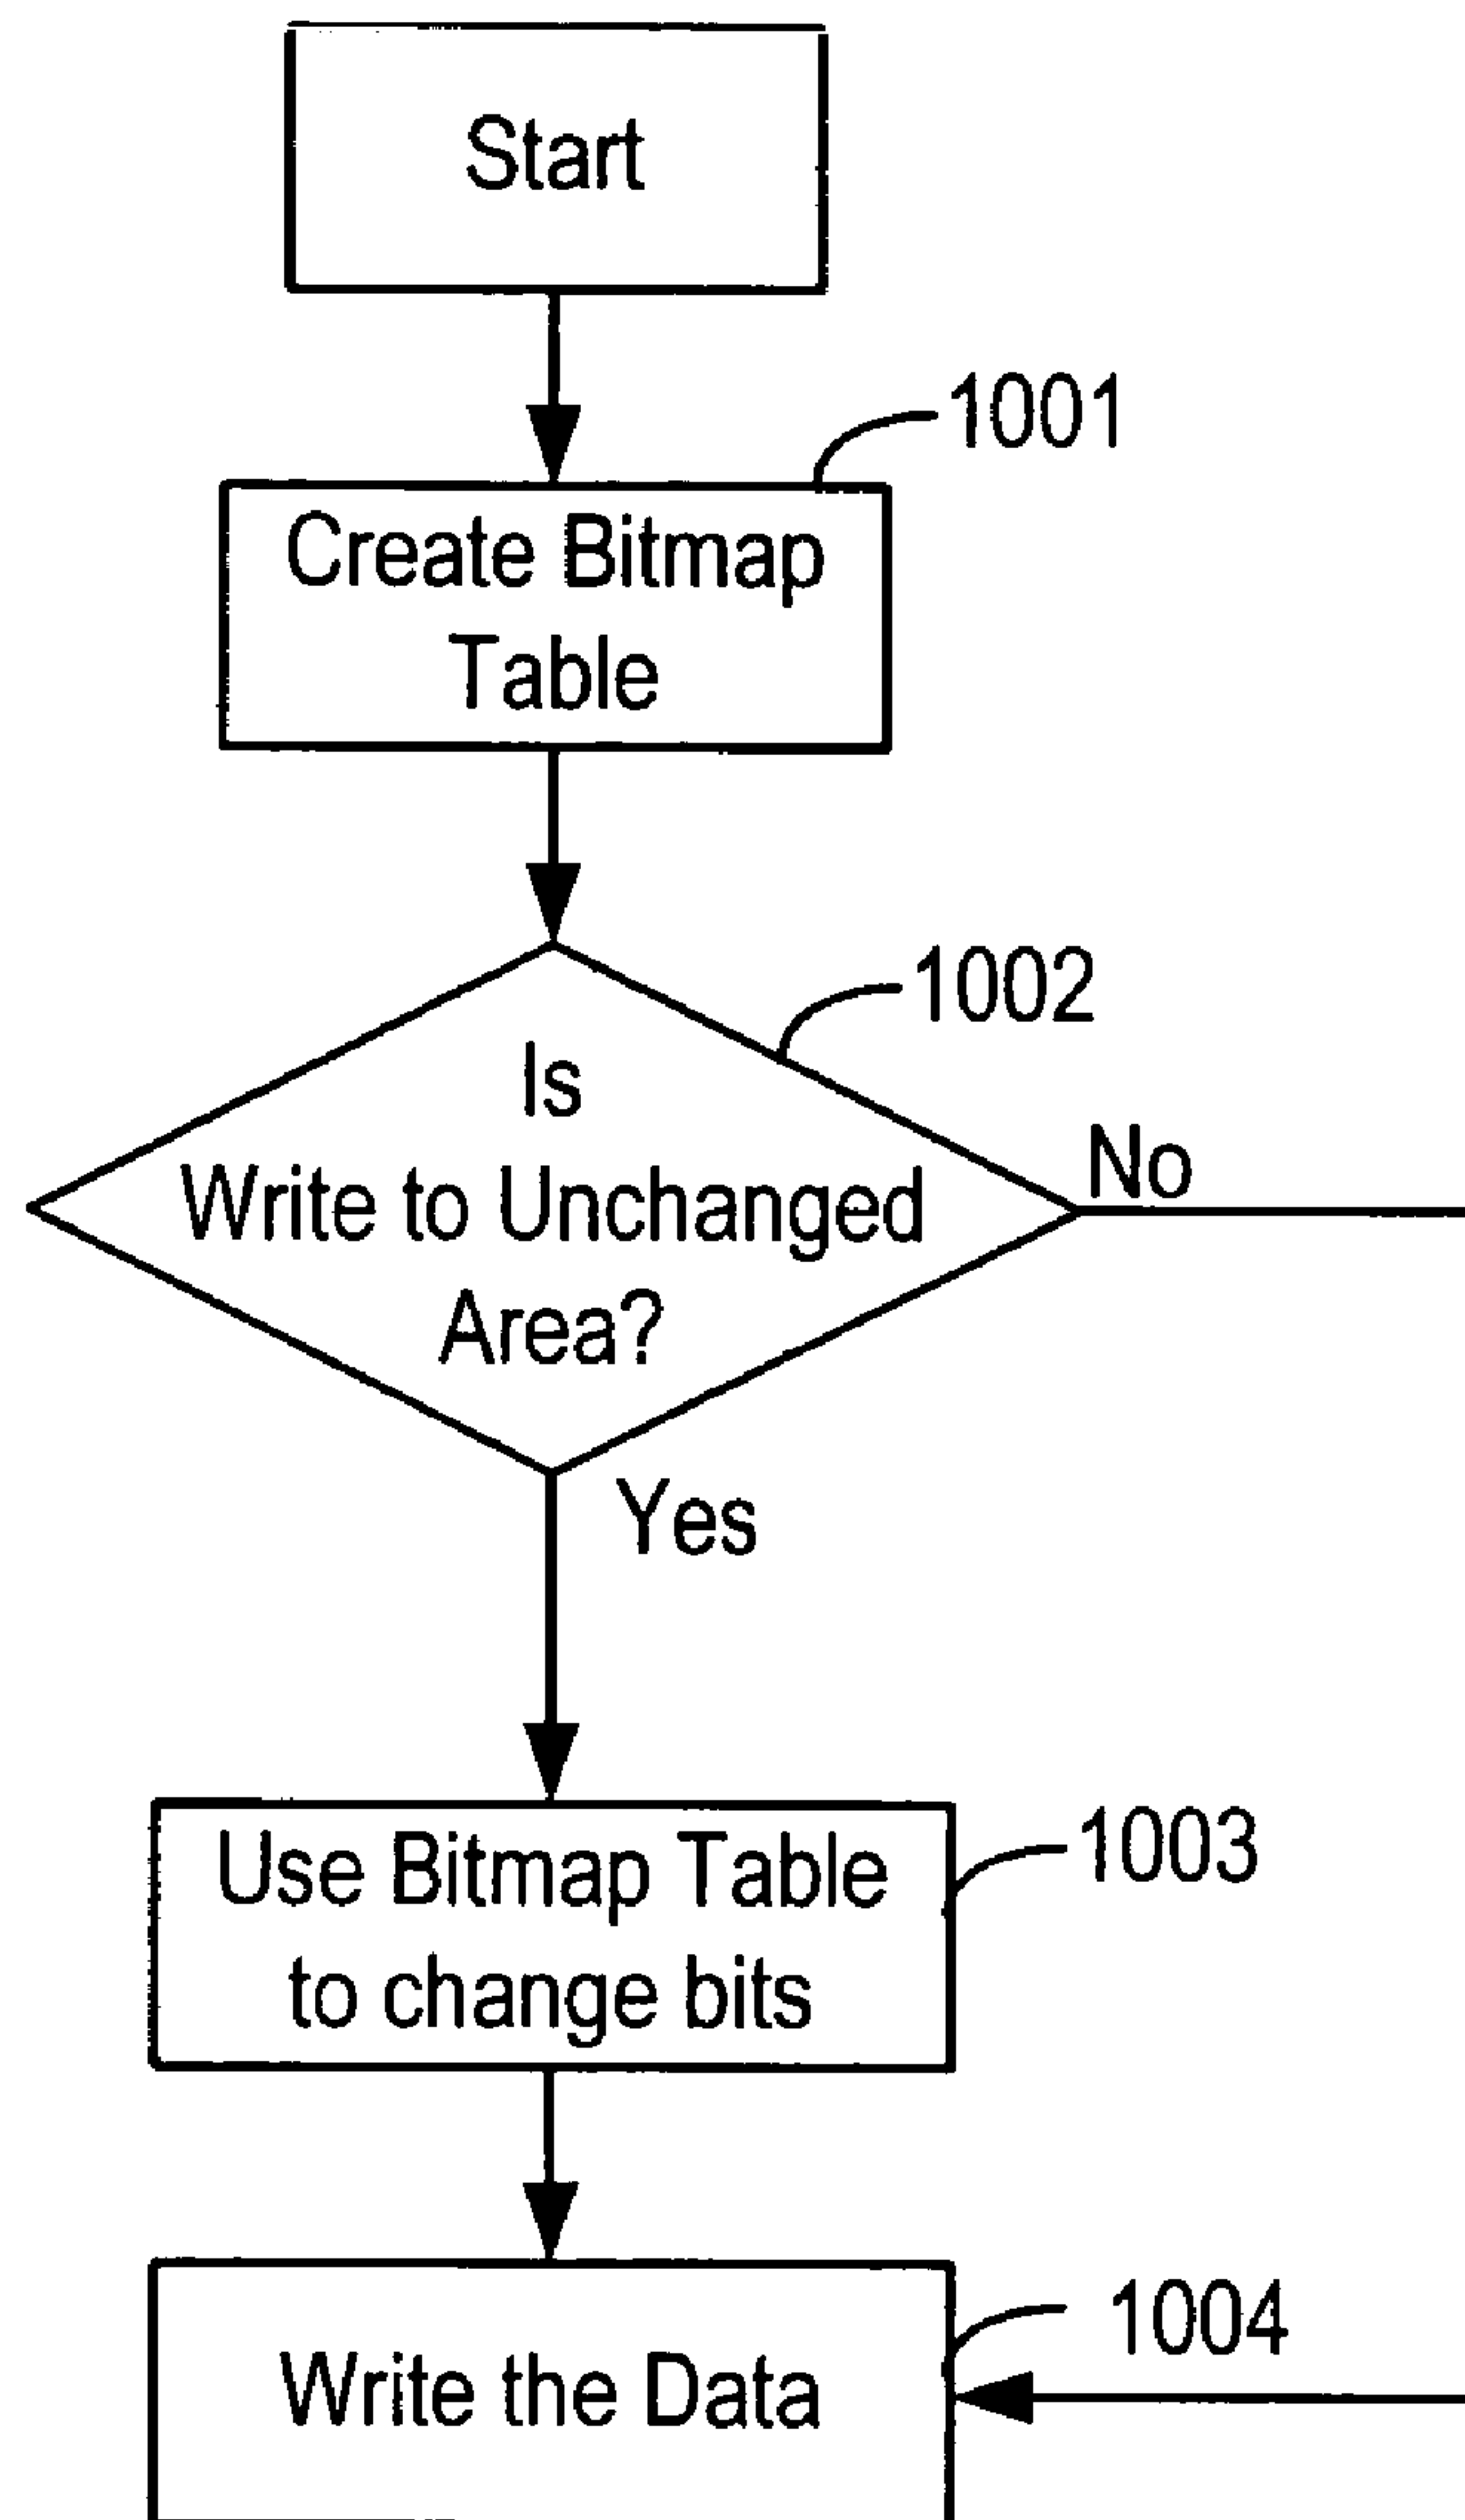 Start
1001
Create Bitmap
Table
1002
Is
Write to Unchanged
Area?
No
Yes
1003
Use Bitmap Table
to change bits
1004
Write the Data